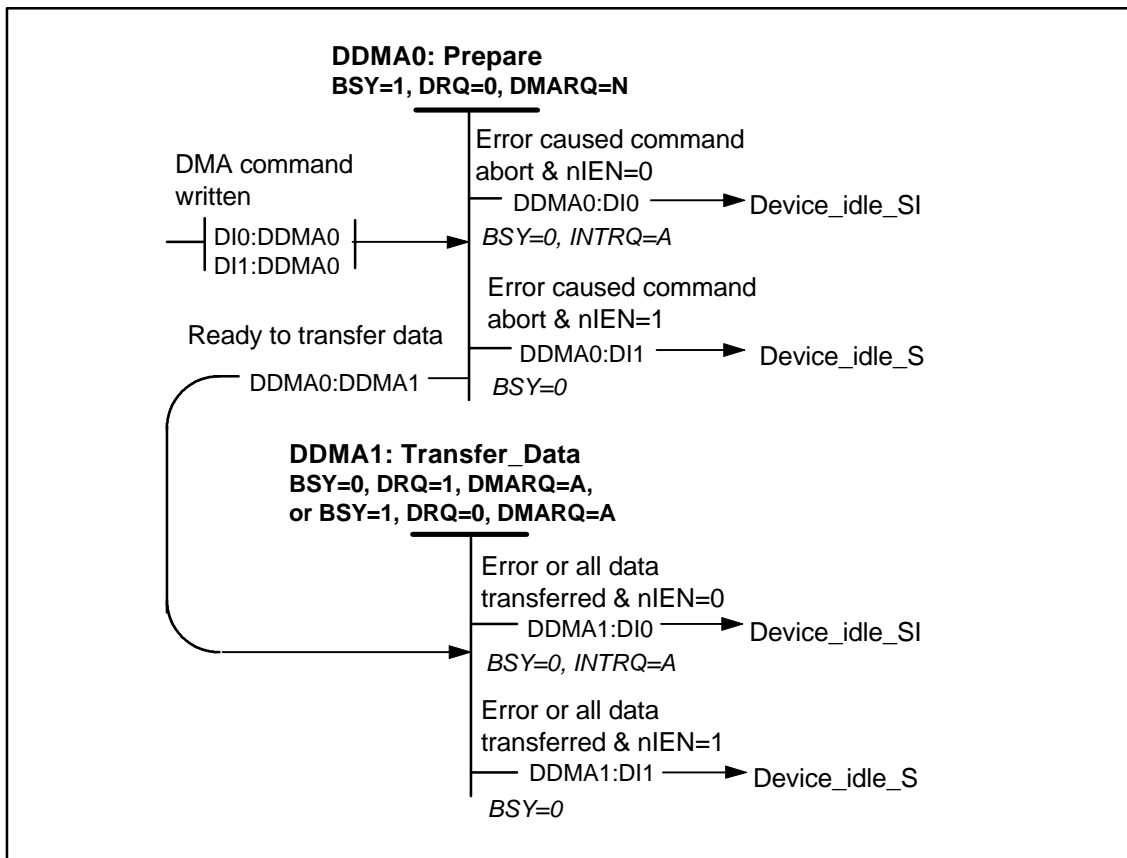 DDMA0: Prepare
BSY=1, DRQ=0, DMARQ=N
Error caused command
abort & nIEN=0
DMA command
written
DDMA0:DI0
Device_idle_SI
DI0:DDMA0
DI1:DDMA0
BSY=0, INTRQ=A
Error caused command
abort & nIEN=1
Ready to transfer data
DDMA0:DI1
Device_idle_S
DDMA0:DDMA1
BSY=0
DDMA1: Transfer_Data
BSY=0, DRQ=1, DMARQ=A,
or BSY=1, DRQ=0, DMARQ=A
Error or all data
transferred & nIEN=0
DDMA1:DI0
Device_idle_SI
BSY=0, INTRQ=A
Error or all data
transferred & nIEN=1
DDMA1:DI1
Device_idle_S
BSY=0